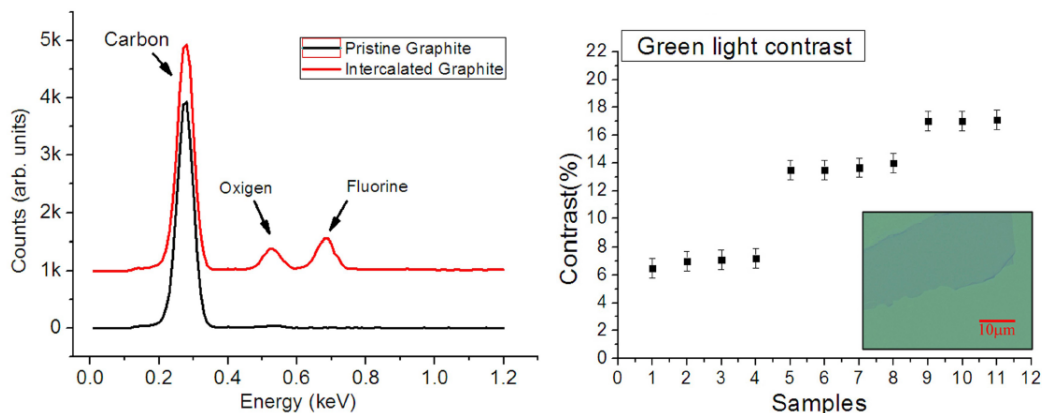 5k
4k
3k
2k
1k
0
Counts (arb. units)
Carbon
Pristine Graphite
Intercalated Graphite
Oxigen
Fluorine
0.0 0.2 0.4 0.6 0.8 1.0 1.2
Energy (keV)
Green light contrast
22
20
18
16
14
12
10
8
6
4
2
0
Contrast(%)
10μm
0 1 2 3 4 5 6 7 8 9 10 11 12
Samples